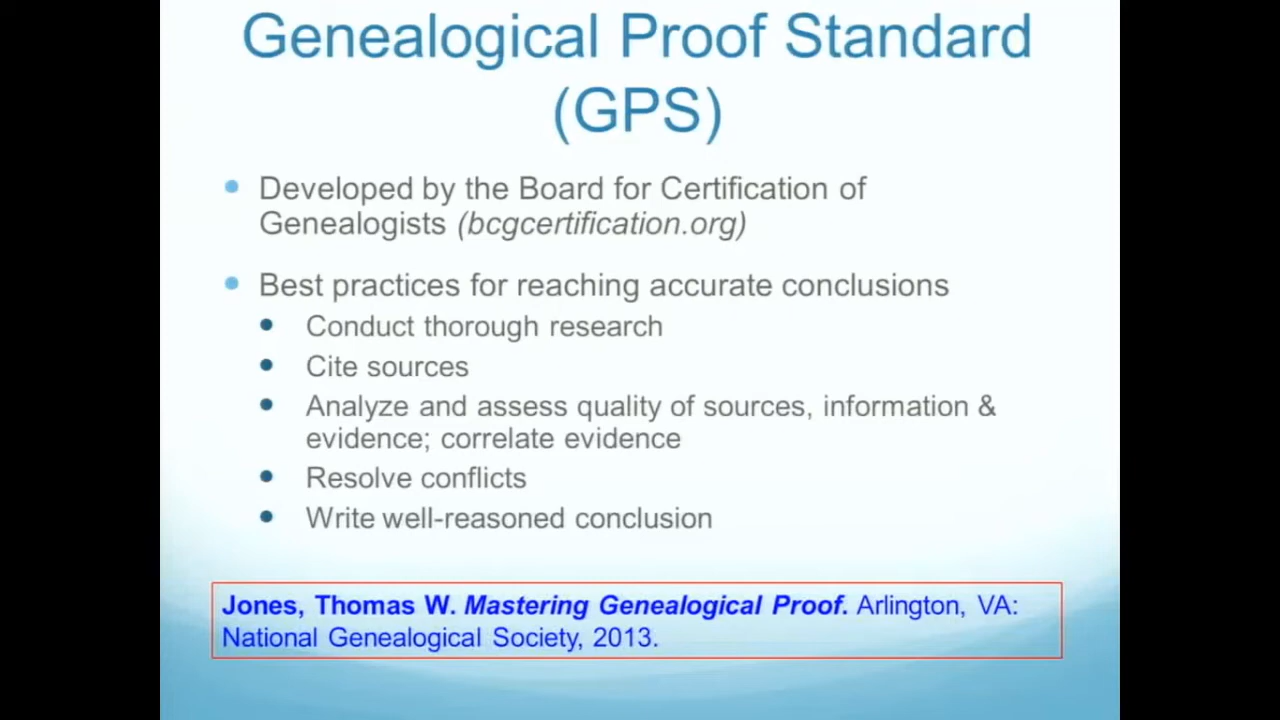 Genealogical Proof Standard
(GPS)
• Developed by the Board for Certification of
Genealogists (bcgcertification.org)
• Best practices for reaching accurate conclusions
• Conduct thorough research
• Cite sources
• Analyze and assess quality of sources, information &
evidence; correlate evidence
• Resolve conflicts
• Write well-reasoned conclusion
Jones, Thomas W. Mastering Genealogical Proof. Arlington, VA:
National Genealogical Society, 2013.